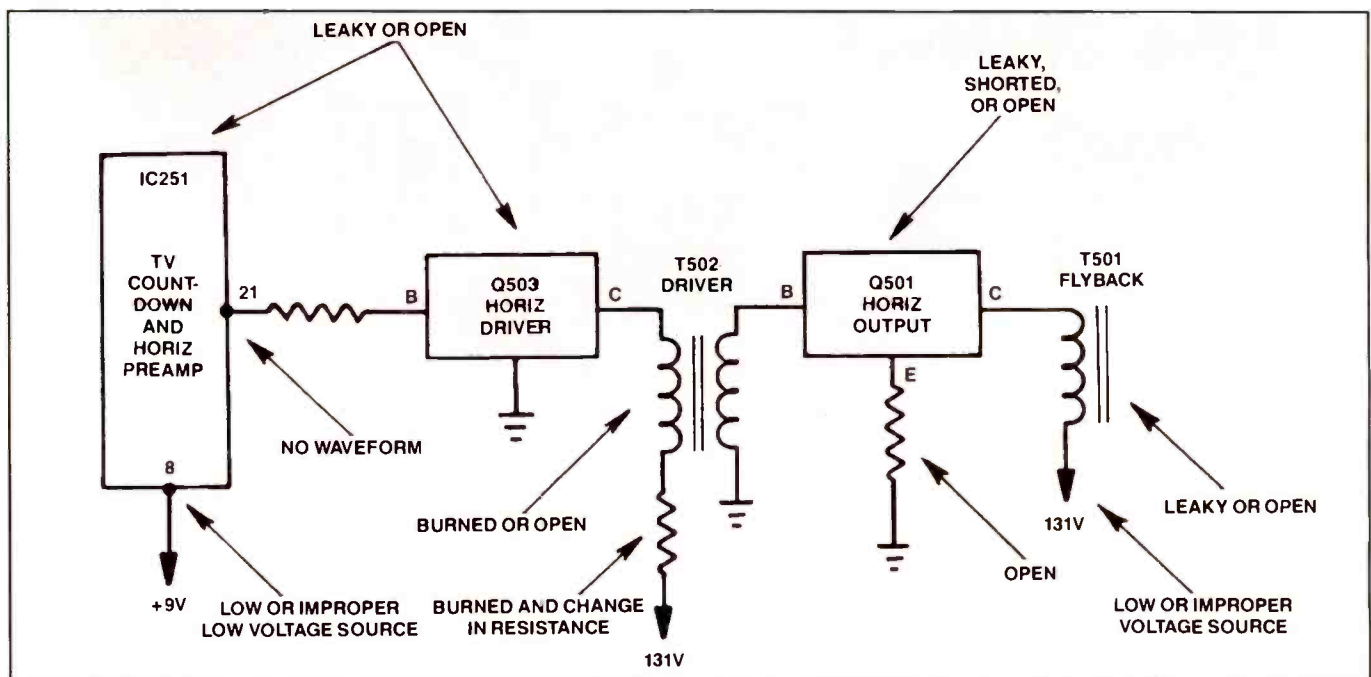 LEAKY OR OPEN
LEAKY,
SHORTED,
OR OPEN
IC251
TV
COUNT-
DOWN
AND
HORIZ
PREAMP
21
8
+9V
NO WAVEFORM
LOW OR IMPROPER
LOW VOLTAGE SOURCE
B
Q503
HORIZ
DRIVER
C
T502
DRIVER
BURNED OR OPEN
BURNED AND CHANGE
IN RESISTANCE
131V
B
Q501
HORIZ
OUTPUT
C
E
OPEN
T501
FLYBACK
131V
LEAKY OR OPEN
LOW OR IMPROPER
VOLTAGE SOURCE